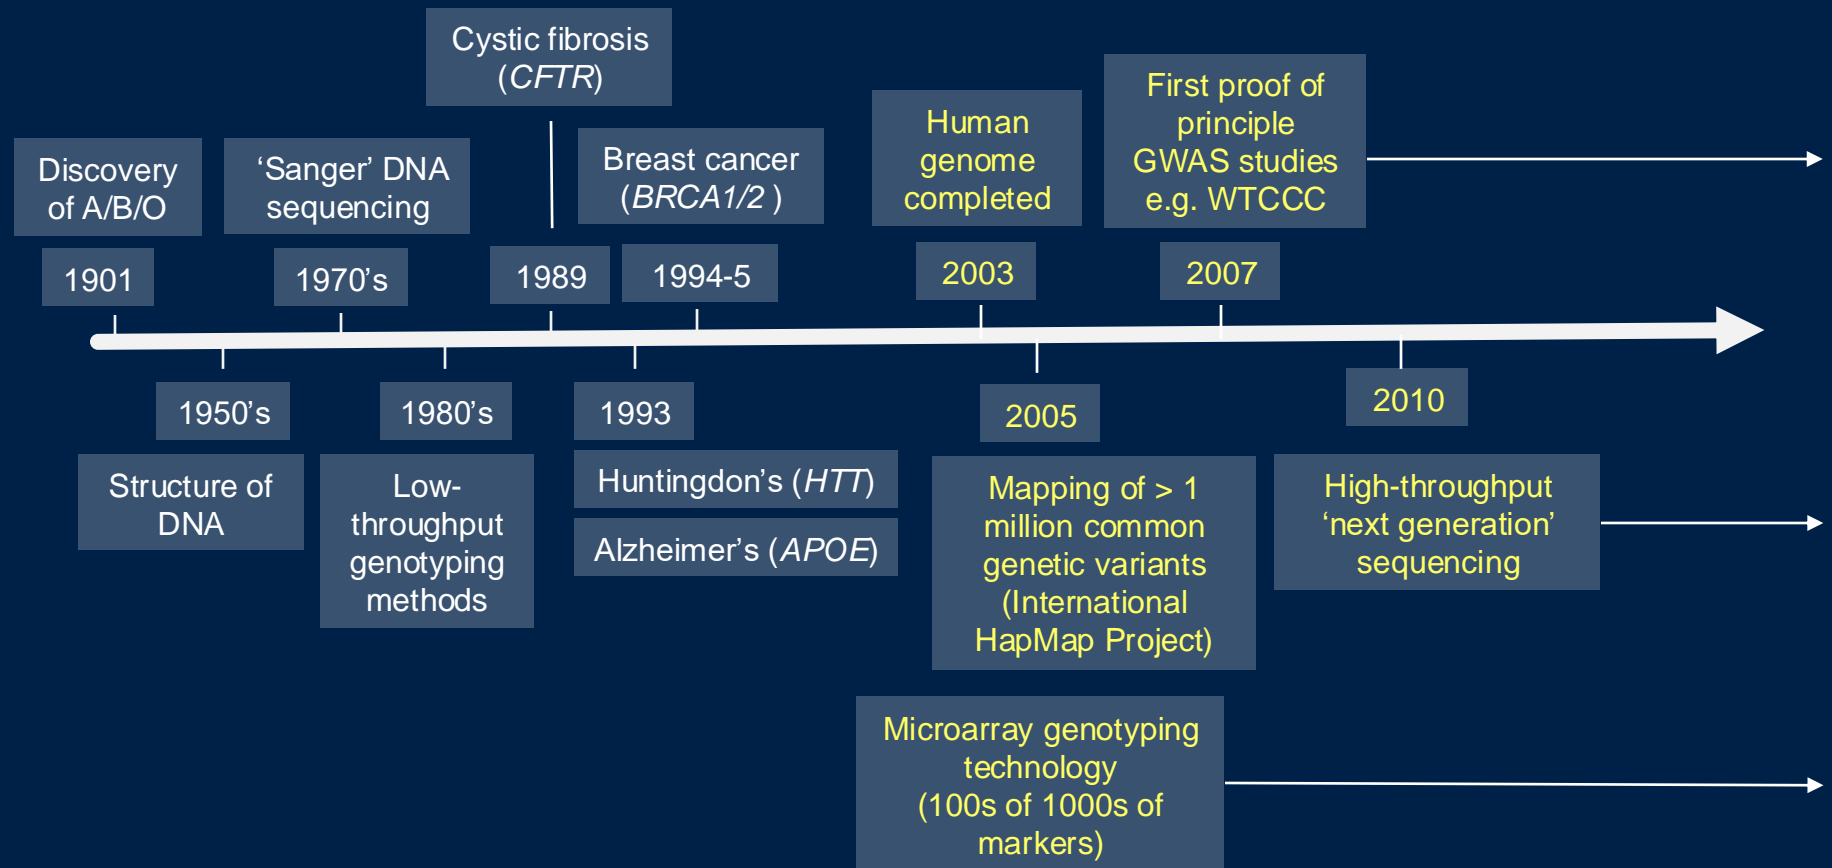 Cystic fibrosis
(CFTR)
Discovery
of A/B/O
1901
‘Sanger’ DNA
sequencing
1970’s
1989
Breast cancer
(BRCA1/2 )
1994-5
Human
genome
completed
2003
First proof of
principle
GWAS studies
e.g. WTCCC
2007
1950’s
Structure of
DNA
1980’s
Low-
throughput
genotyping
methods
1993
Huntingdon’s (HTT)
Alzheimer’s (APOE)
2005
Mapping of > 1
million common
genetic variants
(International
HapMap Project)
2010
High-throughput
‘next generation’
sequencing
Microarray genotyping
technology
(100s of 1000s of
markers)